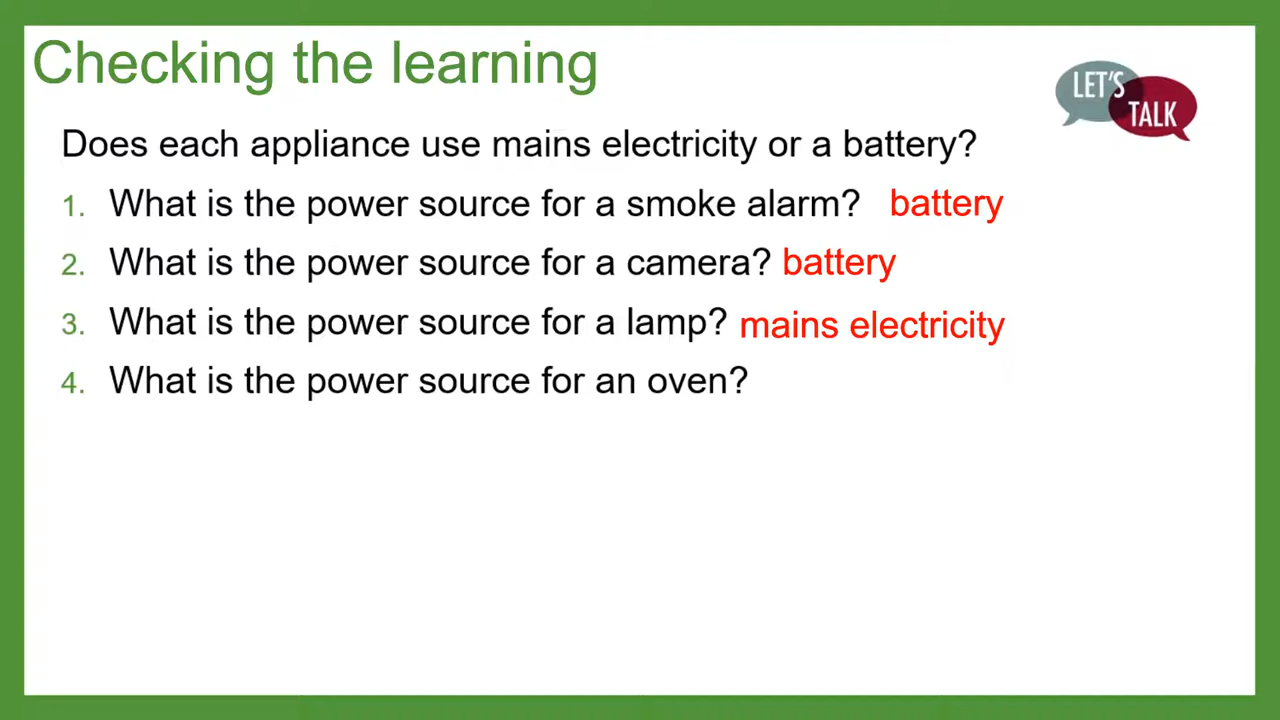 Checking the learning
LET'S
TALK
Does each appliance use mains electricity or a battery?
1. What is the power source for a smoke alarm? battery
2. What is the power source for a camera? battery
3. What is the power source for a lamp? mains electricity
4. What is the power source for an oven?